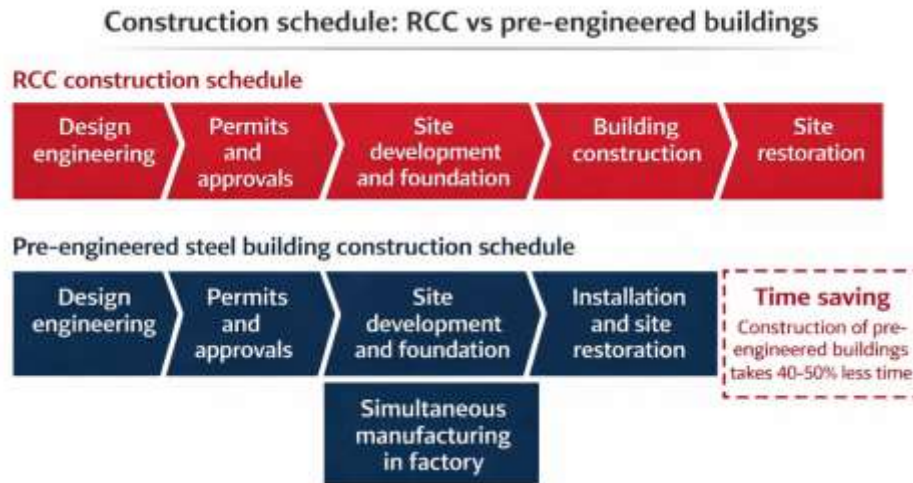 Construction schedule: RCC vs pre-engineered buildings
RCC construction schedule
Design
engineering
Permits
and
approvals
Site
development
and foundation
Building
construction
Site
restoration
Pre-engineered steel building construction schedule
Design
engineering
Permits
and
approvals
Site
development
and foundation
Installation
and site
restoration
Time saving
Construction of pre-
engineered buildings
takes 40-50% less time
Simultaneous
manufacturing
in factory